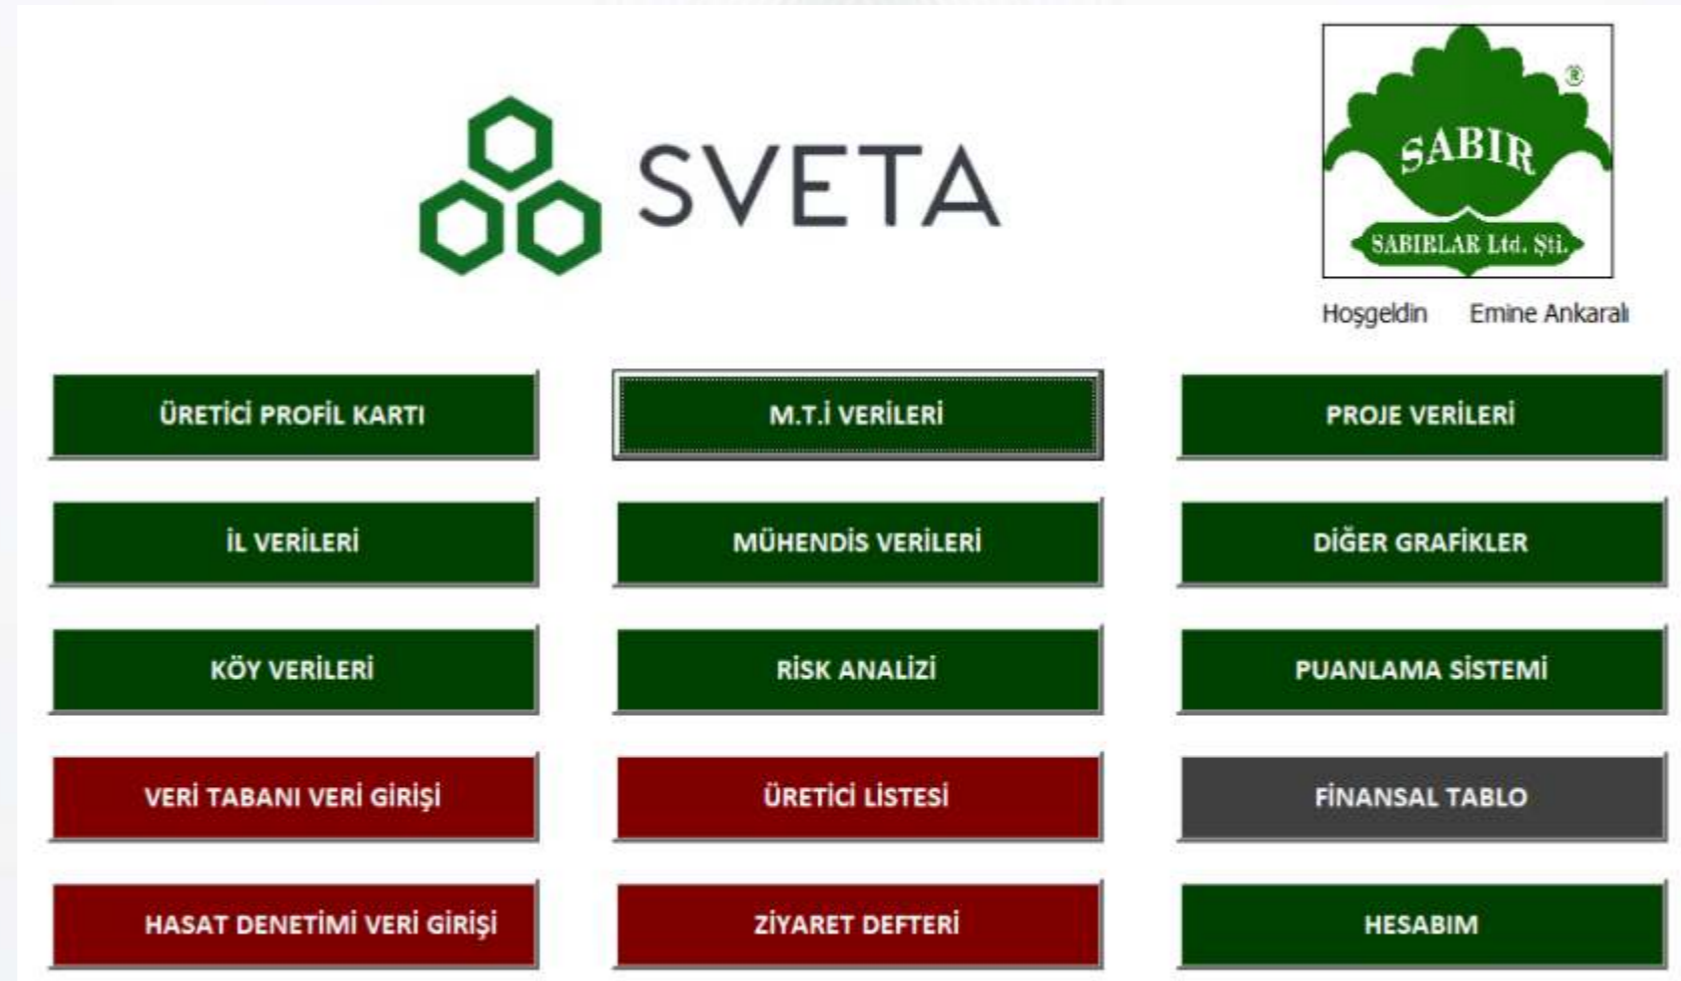 SVETA
®
SABIR
SABIRLAR Ltd. Şti.
Hoşgeldin Emine Ankaralı
ÜRETİCİ PROFİL KARTI
M.T.İ VERİLERİ
PROJE VERİLERİ
İL VERİLERİ
MÜHENDİS VERİLERİ
DİĞER GRAFİKLER
KÖY VERİLERİ
RİSK ANALİZİ
PUANLAMA SİSTEMİ
VERİ TABANI VERİ GİRİŞİ
ÜRETİCİ LİSTESİ
FİNANSAL TABLO
HASAT DENETİMİ VERİ GİRİŞİ
ZİYARET DEFTERİ
HESABIM